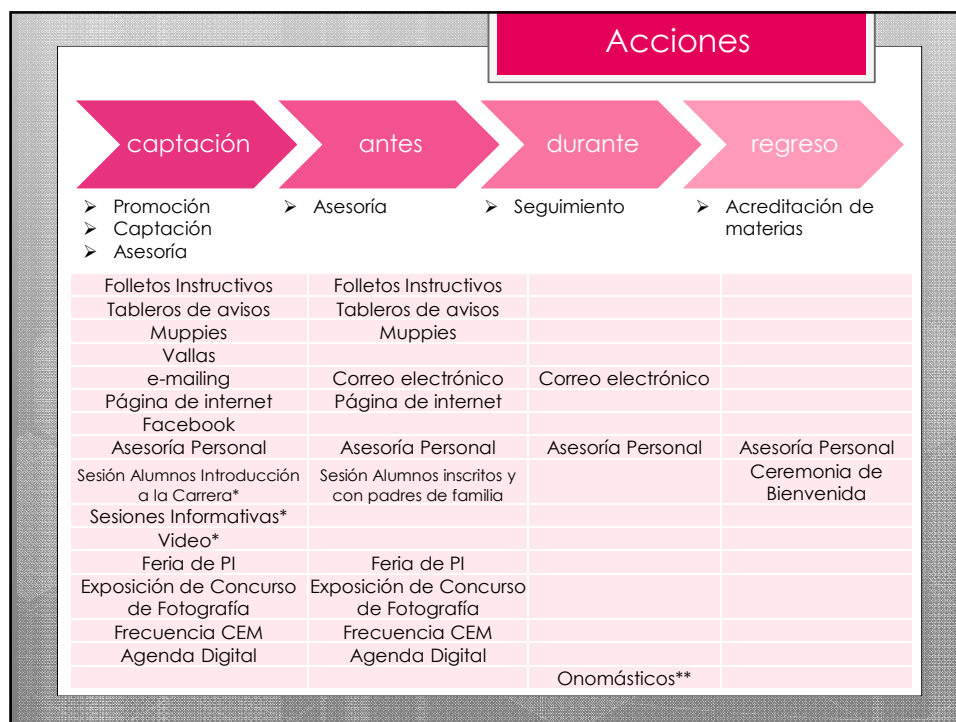 Acciones
captación antes durante regreso
➢ Promoción
➢ Captación
➢ Asesoría
➢ Asesoría
➢ Seguimiento
➢ Acreditación de
materias
Folletos Instructivos Folletos Instructivos
Tableros de avisos Tableros de avisos
Muppies Muppies
Vallas
e-mailing Correo electrónico Correo electrónico
Página de internet Página de internet
Facebook
Asesoría Personal Asesoría Personal Asesoría Personal Asesoría Personal
Sesión Alumnos Introducción
a la Carrera*
Sesión Alumnos inscritos y
con padres de familia
Ceremonia de
Bienvenida
Sesiones Informativas*
Video*
Feria de PI Feria de PI
Exposición de Concurso
de Fotografía
Exposición de Concurso
de Fotografía
Frecuencia CEM Frecuencia CEM
Agenda Digital Agenda Digital
Onomásticos**